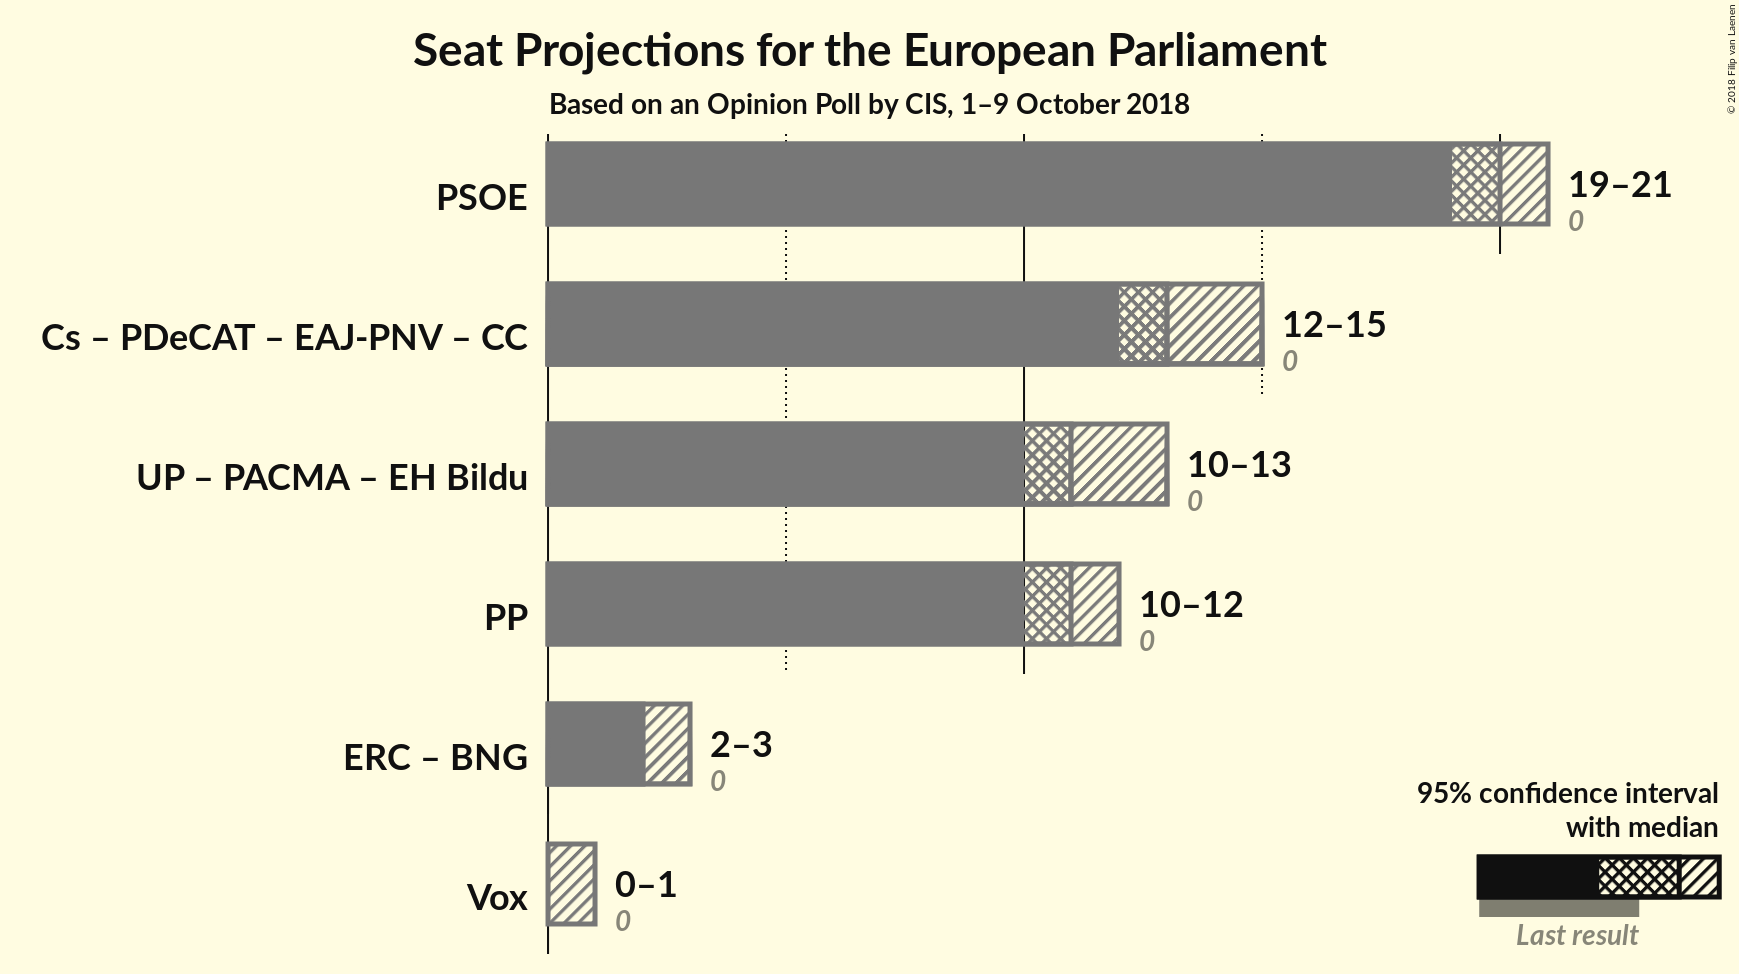 Seat Projections for the European Parliament
Based on an Opinion Poll by CIS, 1–9 October 2018
© 2018 Filip van Laenen
PSOE
19–21
0
Cs – PDeCAT – EAJ-PNV – CC
12–15
0
UP – PACMA – EH Bildu
10–13
0
PP
10–12
0
ERC – BNG
2–3
0
Vox
0–1
0
95% confidence interval
with median
Last result